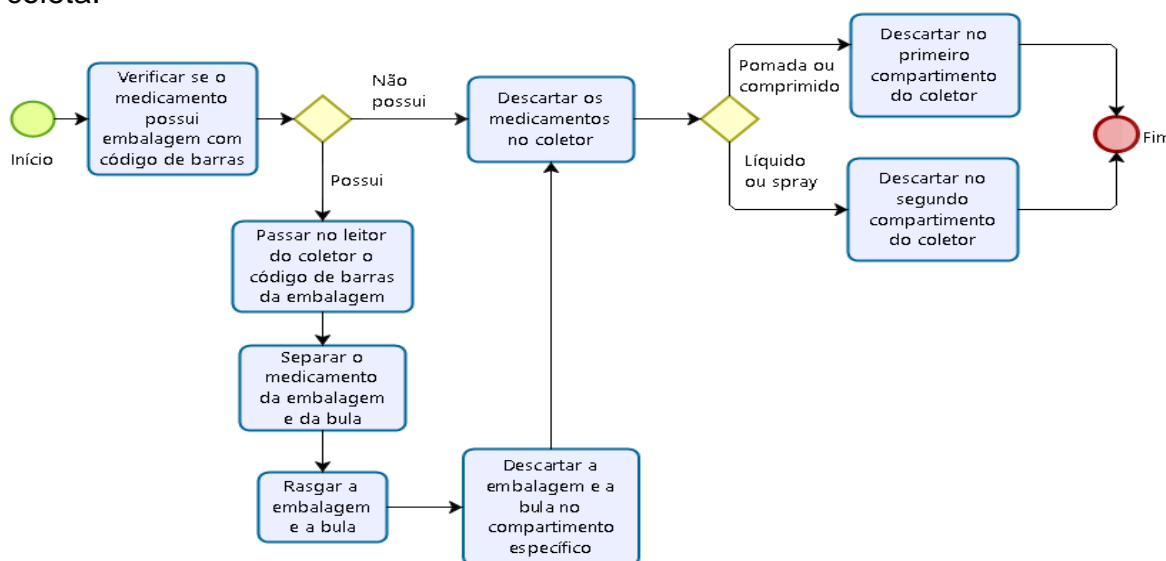 coleta.
Verificar se o
medicamento
possui
embalagem com
código de barras
Início
Não
possui
Possui
Passar no leitor
do coletor o
código de barras
da embalagem
Separar o
medicamento
da embalagem
e da bula
Rasgar a
embalagem
e a bula
Descartar a
embalagem e a
bula no
compartimento
específico
Descartar os
medicamentos
no coletor
Pomada ou
comprimido
Líquido
ou spray
Descartar no
primeiro
compartimento
do coletor
Descartar no
segundo
compartimento
do coletor
Fim